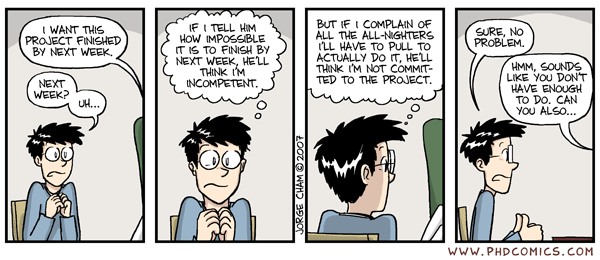 I WANT THIS
PROJECT FINISHED
BY NEXT WEEK.
NEXT
WEEK?
UH...
IF I TELL HIM
HOW IMPOSSIBLE
IT IS TO FINISH BY
NEXT WEEK, HE'LL
THINK I'M
INCOMPETENT.
BUT IF I COMPLAIN OF
ALL THE ALL-NIGHTERS
I'LL HAVE TO PULL TO
ACTUALLY DO IT, HE'LL
THINK I'M NOT COMMIT-
TED TO THE PROJECT.
SURE, NO
PROBLEM.
HMM, SOUNDS
LIKE YOU DON'T
HAVE ENOUGH
TO DO. CAN
YOU ALSO...
JORGE CHAM © 2007
WWW.PHDCOMICS.COM